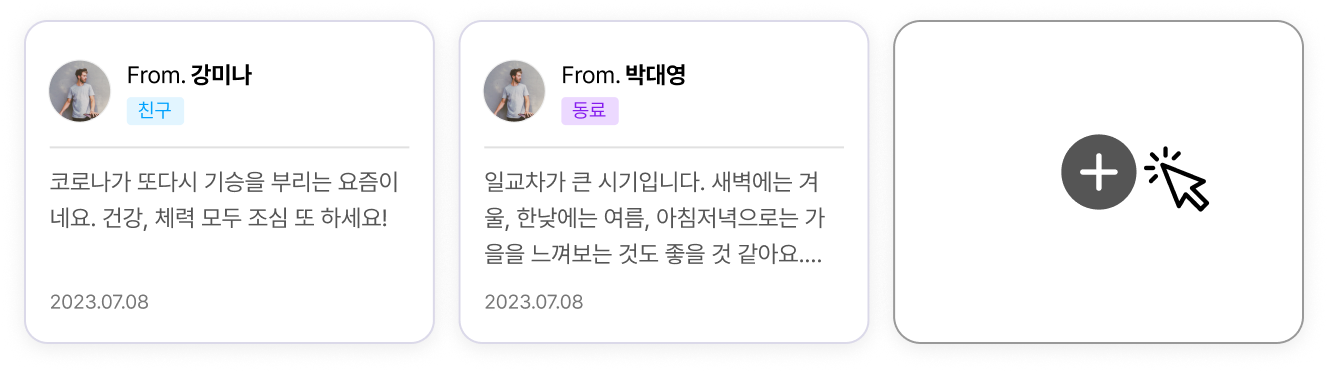 From. 강미나
친구
코로나가 또다시 기승을 부리는 요즘이
네요. 건강, 체력 모두 조심 또 하세요!
2023.07.08
From. 박대영
동료
일교차가 큰 시기입니다. 새벽에는 겨
울, 한낮에는 여름, 아침저녁으로는 가
을을 느껴보는 것도 좋을 것 같아요....
2023.07.08